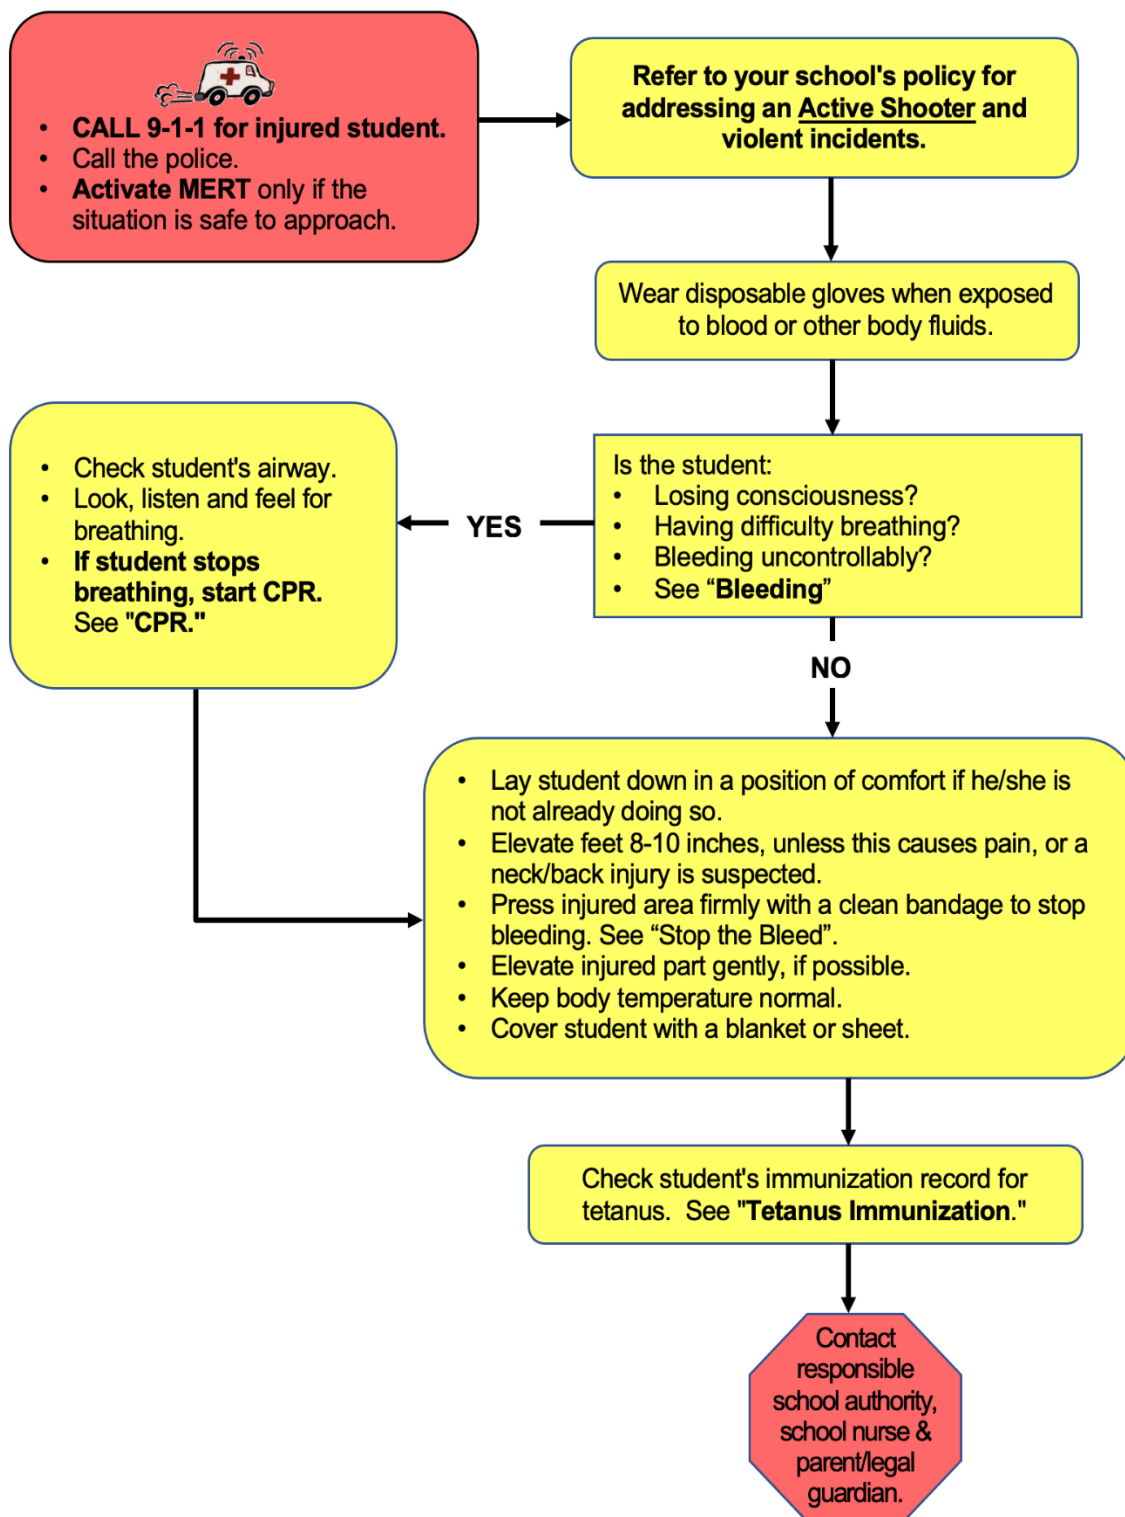 • CALL 9-1-1 for injured student.
• Call the police.
• Activate MERT only if the
situation is safe to approach.
Refer to your school's policy for
addressing an Active Shooter and
violent incidents.
Wear disposable gloves when exposed
to blood or other body fluids.
Is the student:
• Losing consciousness?
• Having difficulty breathing?
• Bleeding uncontrollably?
• See “Bleeding”
YES
• Check student's airway.
• Look, listen and feel for
breathing.
• If student stops
breathing, start CPR.
See "CPR."
NO
• Lay student down in a position of comfort if he/she is
not already doing so.
• Elevate feet 8-10 inches, unless this causes pain, or a
neck/back injury is suspected.
• Press injured area firmly with a clean bandage to stop
bleeding. See “Stop the Bleed”.
• Elevate injured part gently, if possible.
• Keep body temperature normal.
• Cover student with a blanket or sheet.
Check student's immunization record for
tetanus. See "Tetanus Immunization."
Contact
responsible
school authority,
school nurse &
parent/legal
guardian.